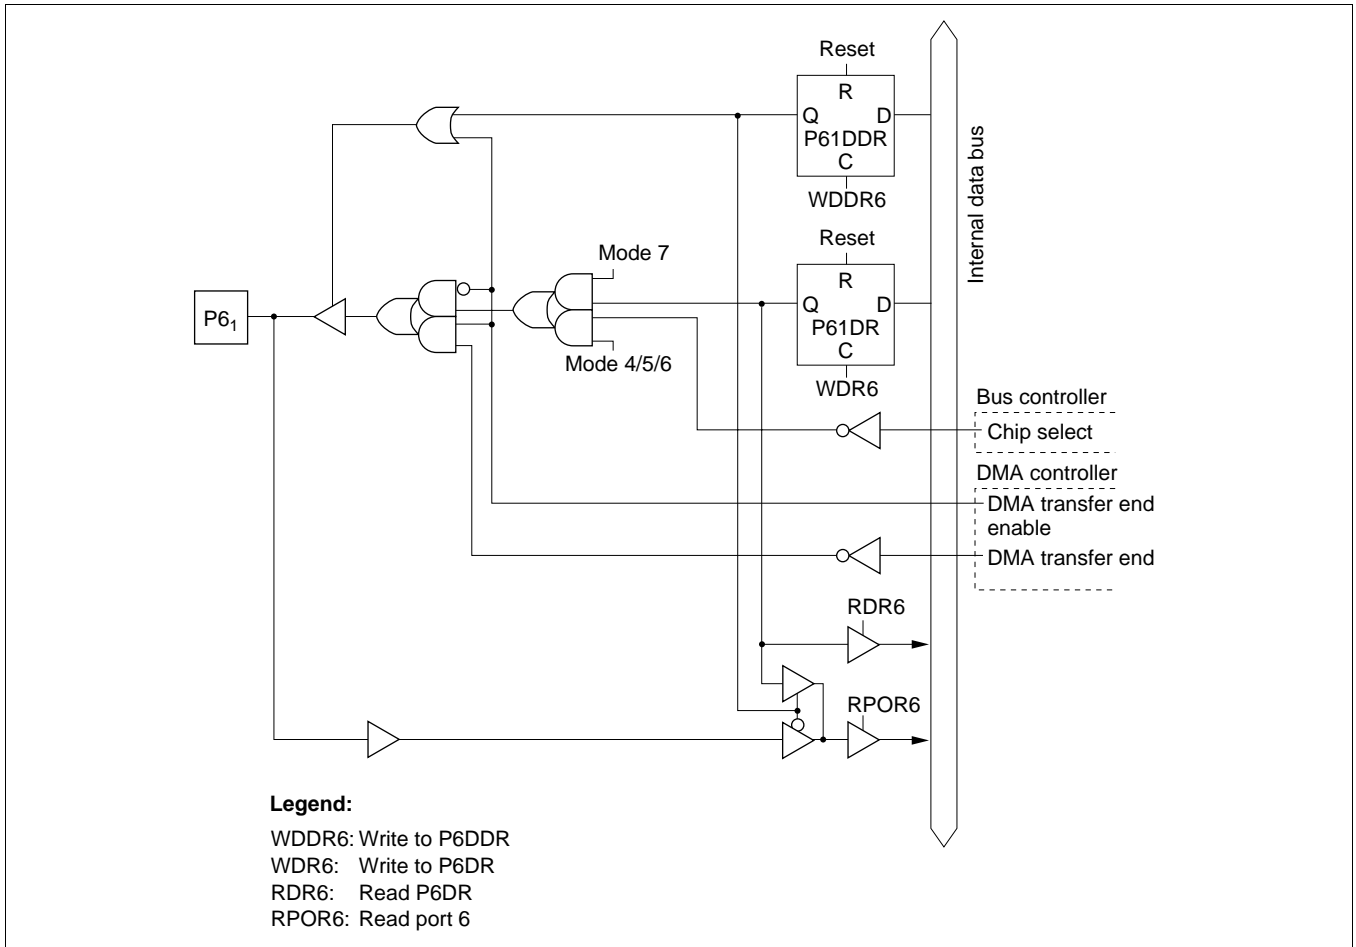 Reset
R
Q D
P61DDR
C
WDDR6
Internal data bus
Reset
Mode 7
R
Q D
P61DR
C
WDR6
P6₁
Mode 4/5/6
Bus controller
Chip select
DMA controller
DMA transfer end
enable
DMA transfer end
RDR6
RPOR6
Legend:
WDDR6: Write to P6DDR
WDR6: Write to P6DR
RDR6: Read P6DR
RPOR6: Read port 6